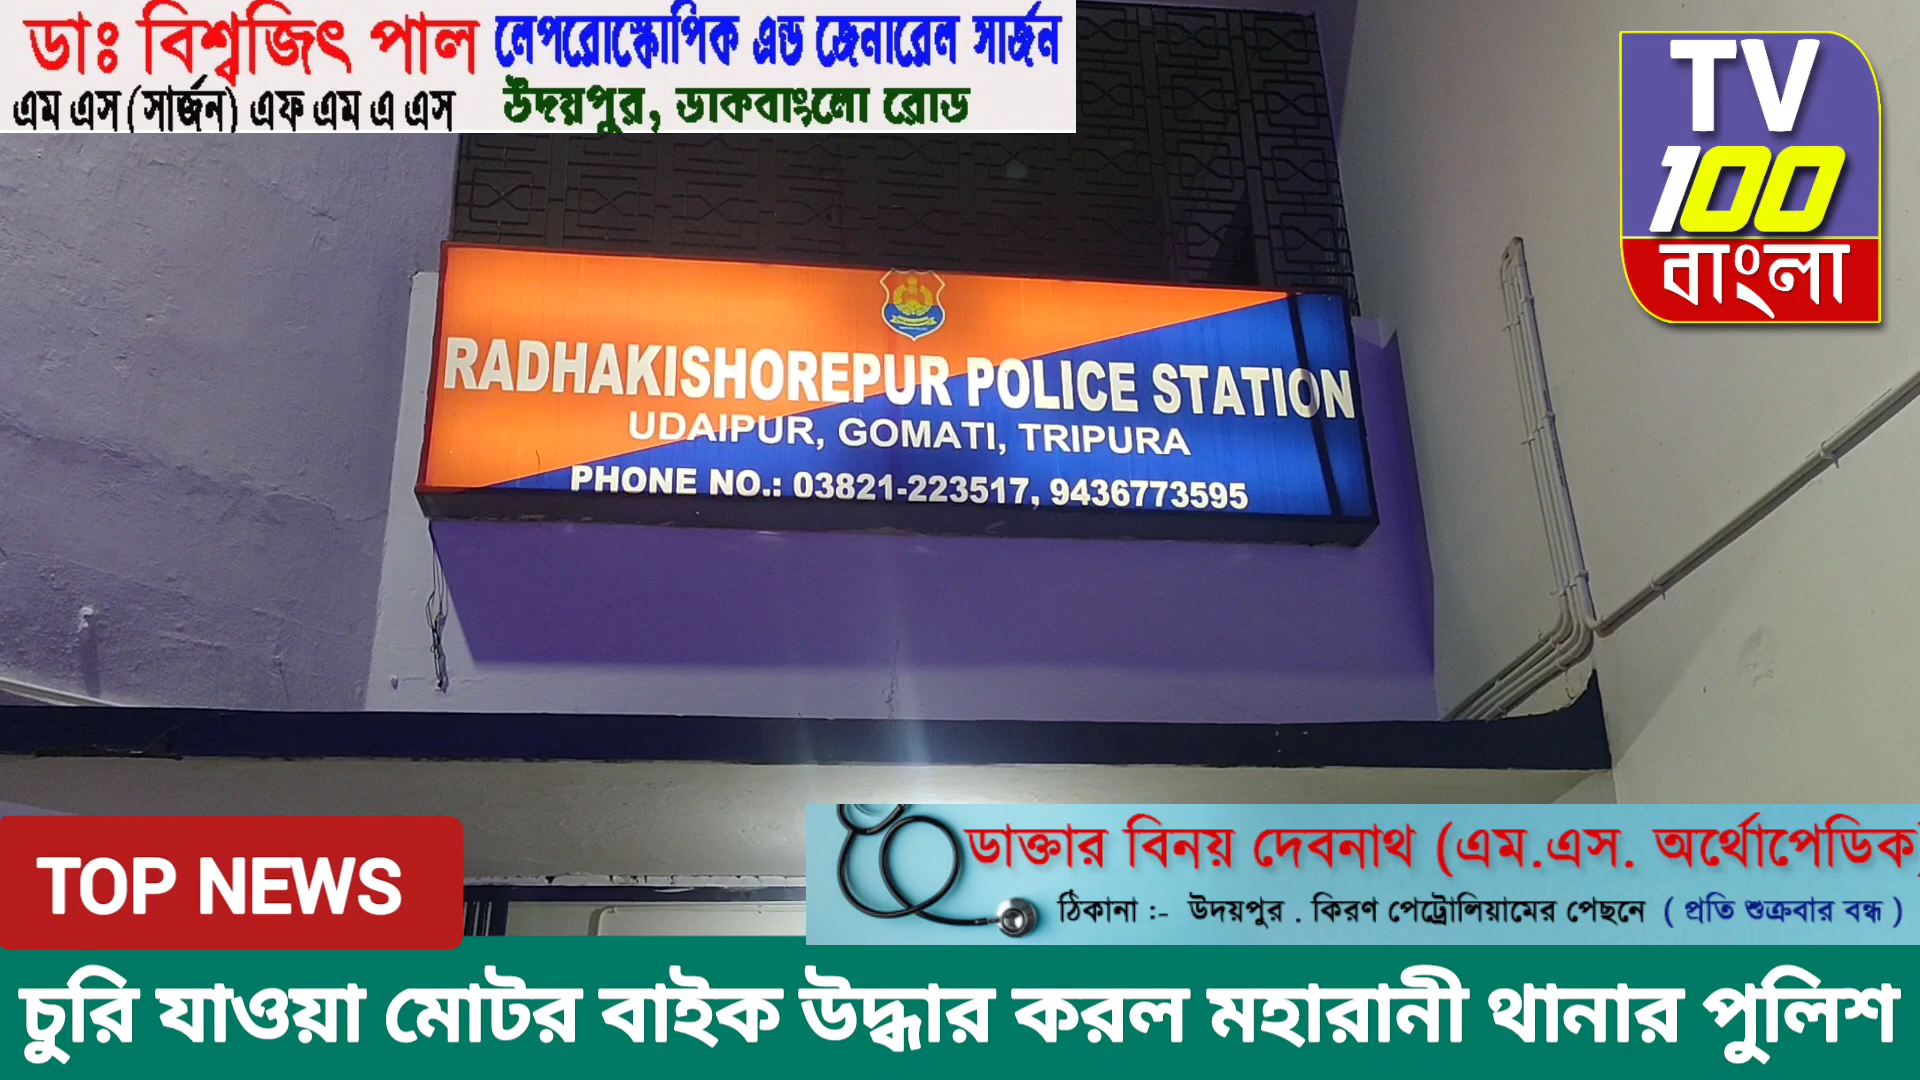 ডাঃ বিশ্বজিৎ পাল লেপরোস্কোপিক এন্ড জেনারেল সার্জন
এম এস (সার্জন) এফ এম এ এস উদয়পুর, ডাকবাংলো রোড
TV
100
বাংলা
RADHAKISHOREPUR POLICE STATION
UDAIPUR, GOMATI, TRIPURA
PHONE NO.: 03821-223517, 9436773595
ডাক্তার বিনয় দেবনাথ (এম.এস. অর্থোপেডিক)
ঠিকানা :- উদয়পুর . কিরণ পেট্রোলিয়ামের পেছনে ( প্রতি শুক্রবার বন্ধ )
TOP NEWS
চুরি যাওয়া মোটর বাইক উদ্ধার করল মহারানী থানার পুলিশ